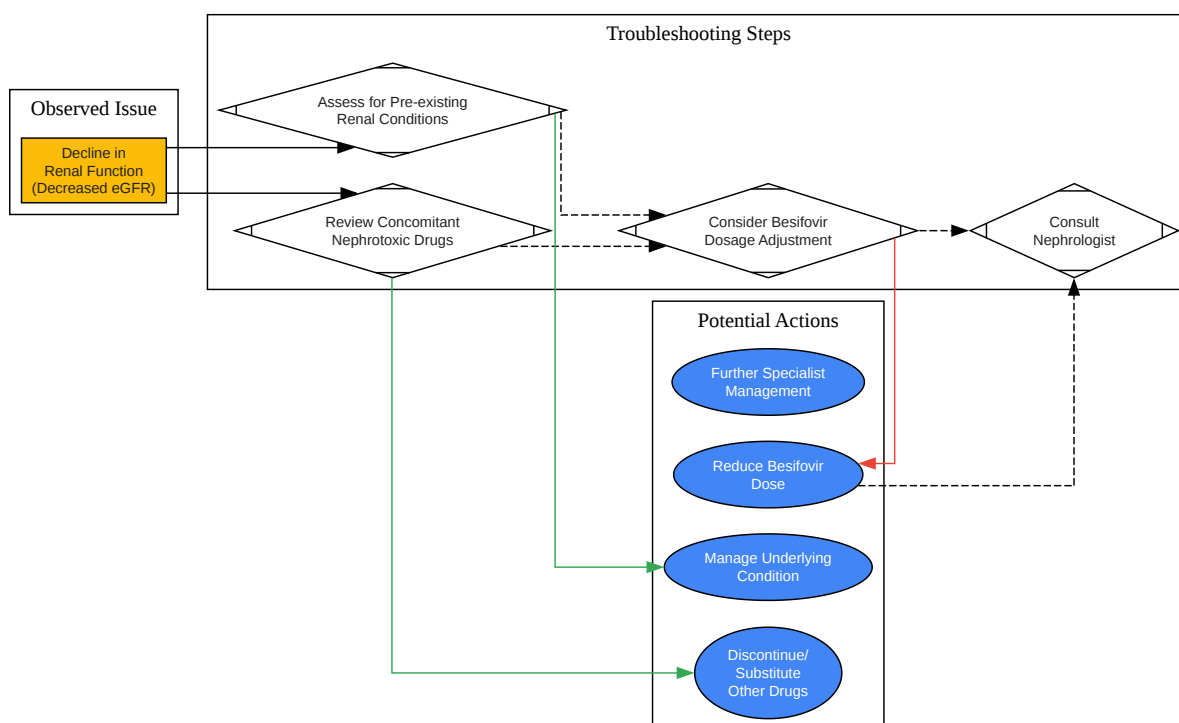 Troubleshooting Steps
Observed Issue
Decline in
Renal Function
(Decreased eGFR)
Assess for Pre-existing
Renal Conditions
Review Concomitant
Nephrotoxic Drugs
Consider Besifovir
Dosage Adjustment
Consult
Nephrologist
Potential Actions
Further Specialist
Management
Reduce Besifovir
Dose
Manage Underlying
Condition
Discontinue/
Substitute
Other Drugs